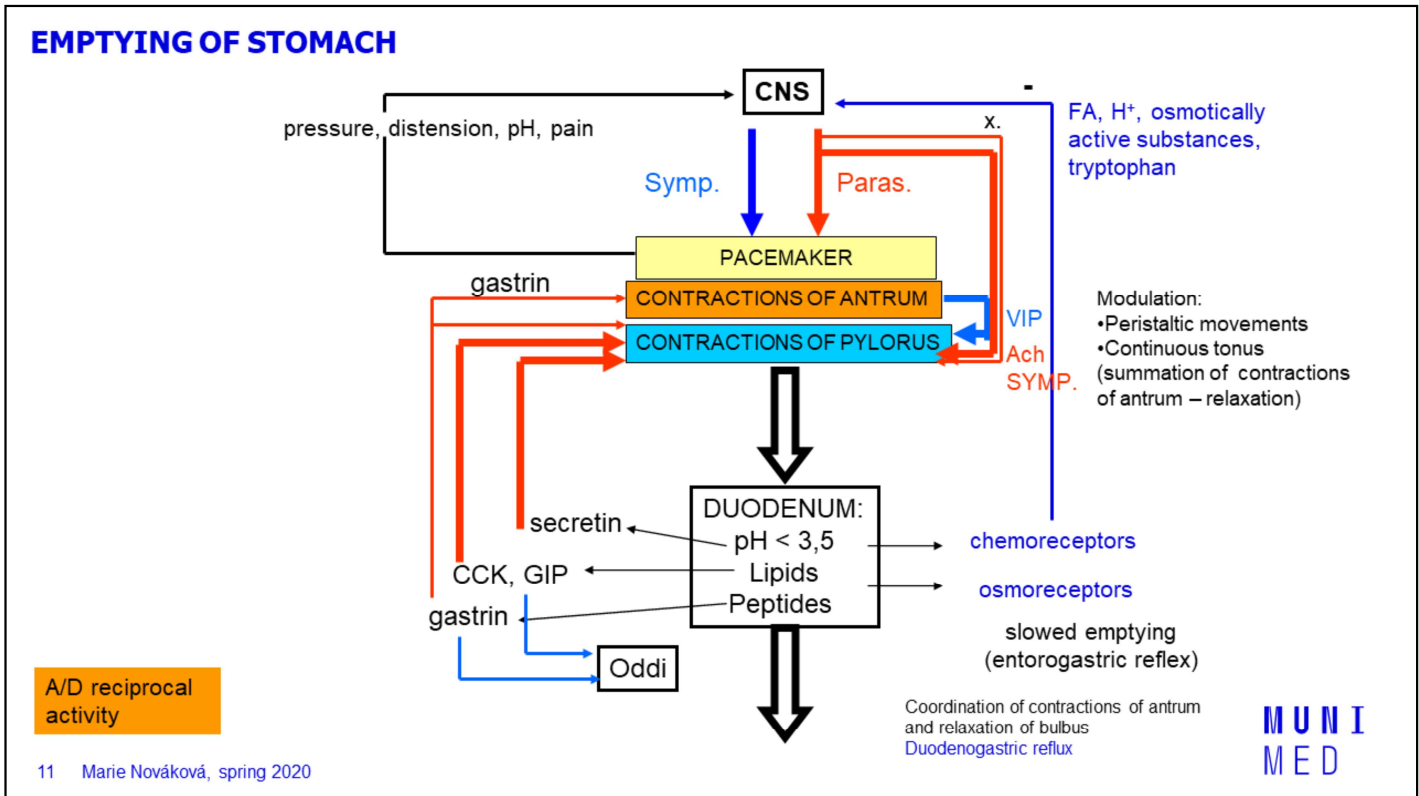 EMPTYING OF STOMACH
CNS
-
FA, H⁺, osmotically
active substances,
tryptophan
x.
pressure, distension, pH, pain
Symp.
Paras.
PACEMAKER
gastrin
CONTRACTIONS OF ANTRUM
CONTRACTIONS OF PYLORUS
VIP
Ach
SYMP.
Modulation:
•Peristaltic movements
•Continuous tonus
(summation of contractions
of antrum – relaxation)
DUODENUM:
pH < 3,5
Lipids
Peptides
secretin
CCK, GIP
gastrin
Oddi
chemoreceptors
osmoreceptors
slowed emptying
(entorogastric reflex)
A/D reciprocal
activity
Coordination of contractions of antrum
and relaxation of bulbus
Duodenogastric reflux
11 Marie Nováková, spring 2020
MUNI
MED